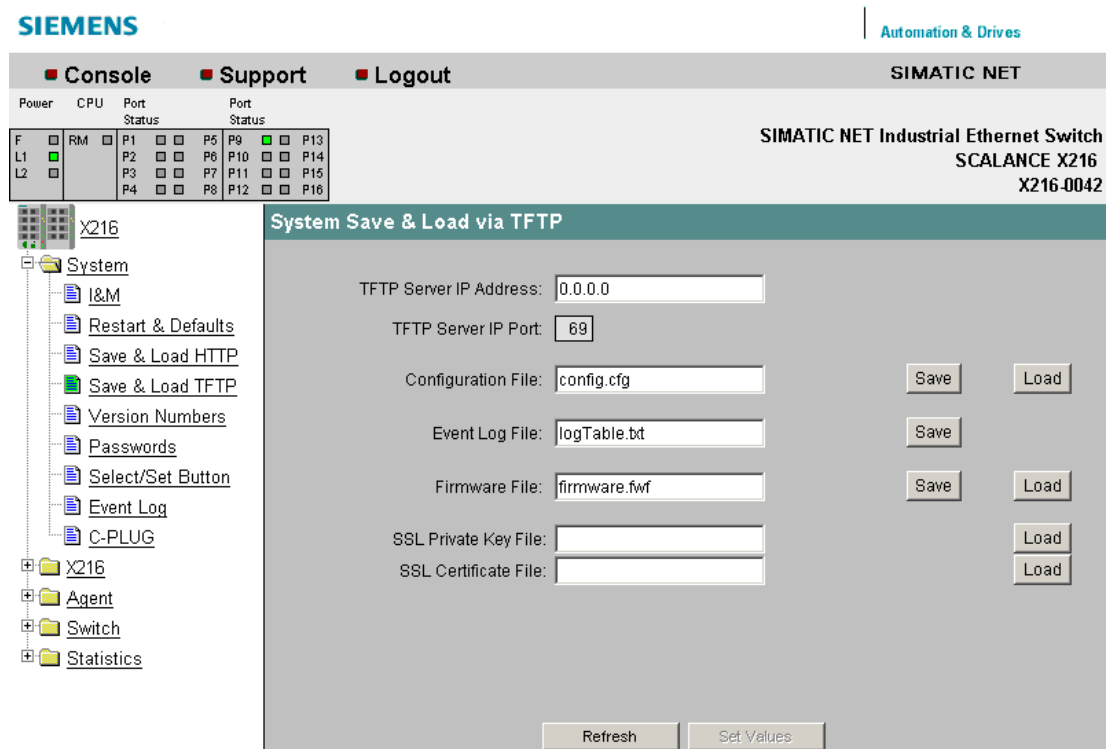 SIEMENS
Automation & Drives
Console Support Logout SIMATIC NET
Power CPU Port Status Port Status
F RM P1 P5 P9 P13
L1 P2 P6 P10 P14
L2 P3 P7 P11 P15
P4 P8 P12 P16
SIMATIC NET Industrial Ethernet Switch
SCALANCE X216
X216-0042
X216
System
I&M
Restart & Defaults
Save & Load HTTP
Save & Load TFTP
Version Numbers
Passwords
Select/Set Button
Event Log
C-PLUG
X216
Agent
Switch
Statistics
System Save & Load via TFTP
TFTP Server IP Address: 0.0.0.0
TFTP Server IP Port: 69
Configuration File: config.cfg Save Load
Event Log File: logTable.txt Save
Firmware File: firmware.fwf Save Load
SSL Private Key File: Load
SSL Certificate File: Load
Refresh Set Values